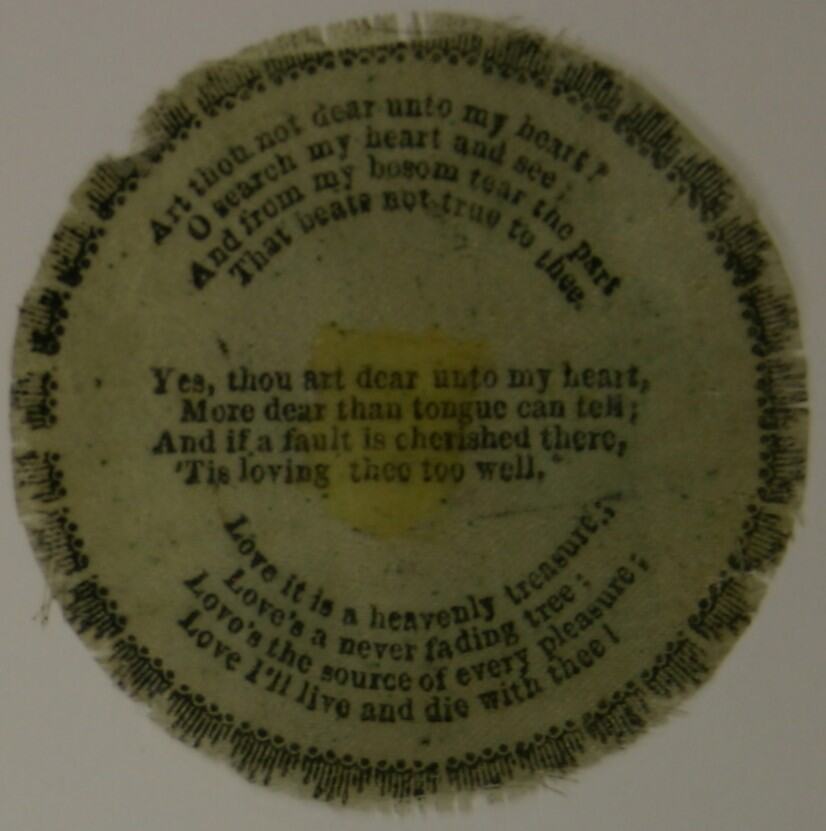 Art thou not dear unto my heart?
O search my heart and see;
And from my bosom tear the part
That beats not true to thee.
Yes, thou art dear unto my heart,
More dear than tongue can tell;
And if a fault is cherished there,
'Tis loving thee too well.
Love it is a heavenly treasure;
Love's a never fading tree;
Love's the source of every pleasure;
Love I'll live and die with thee!